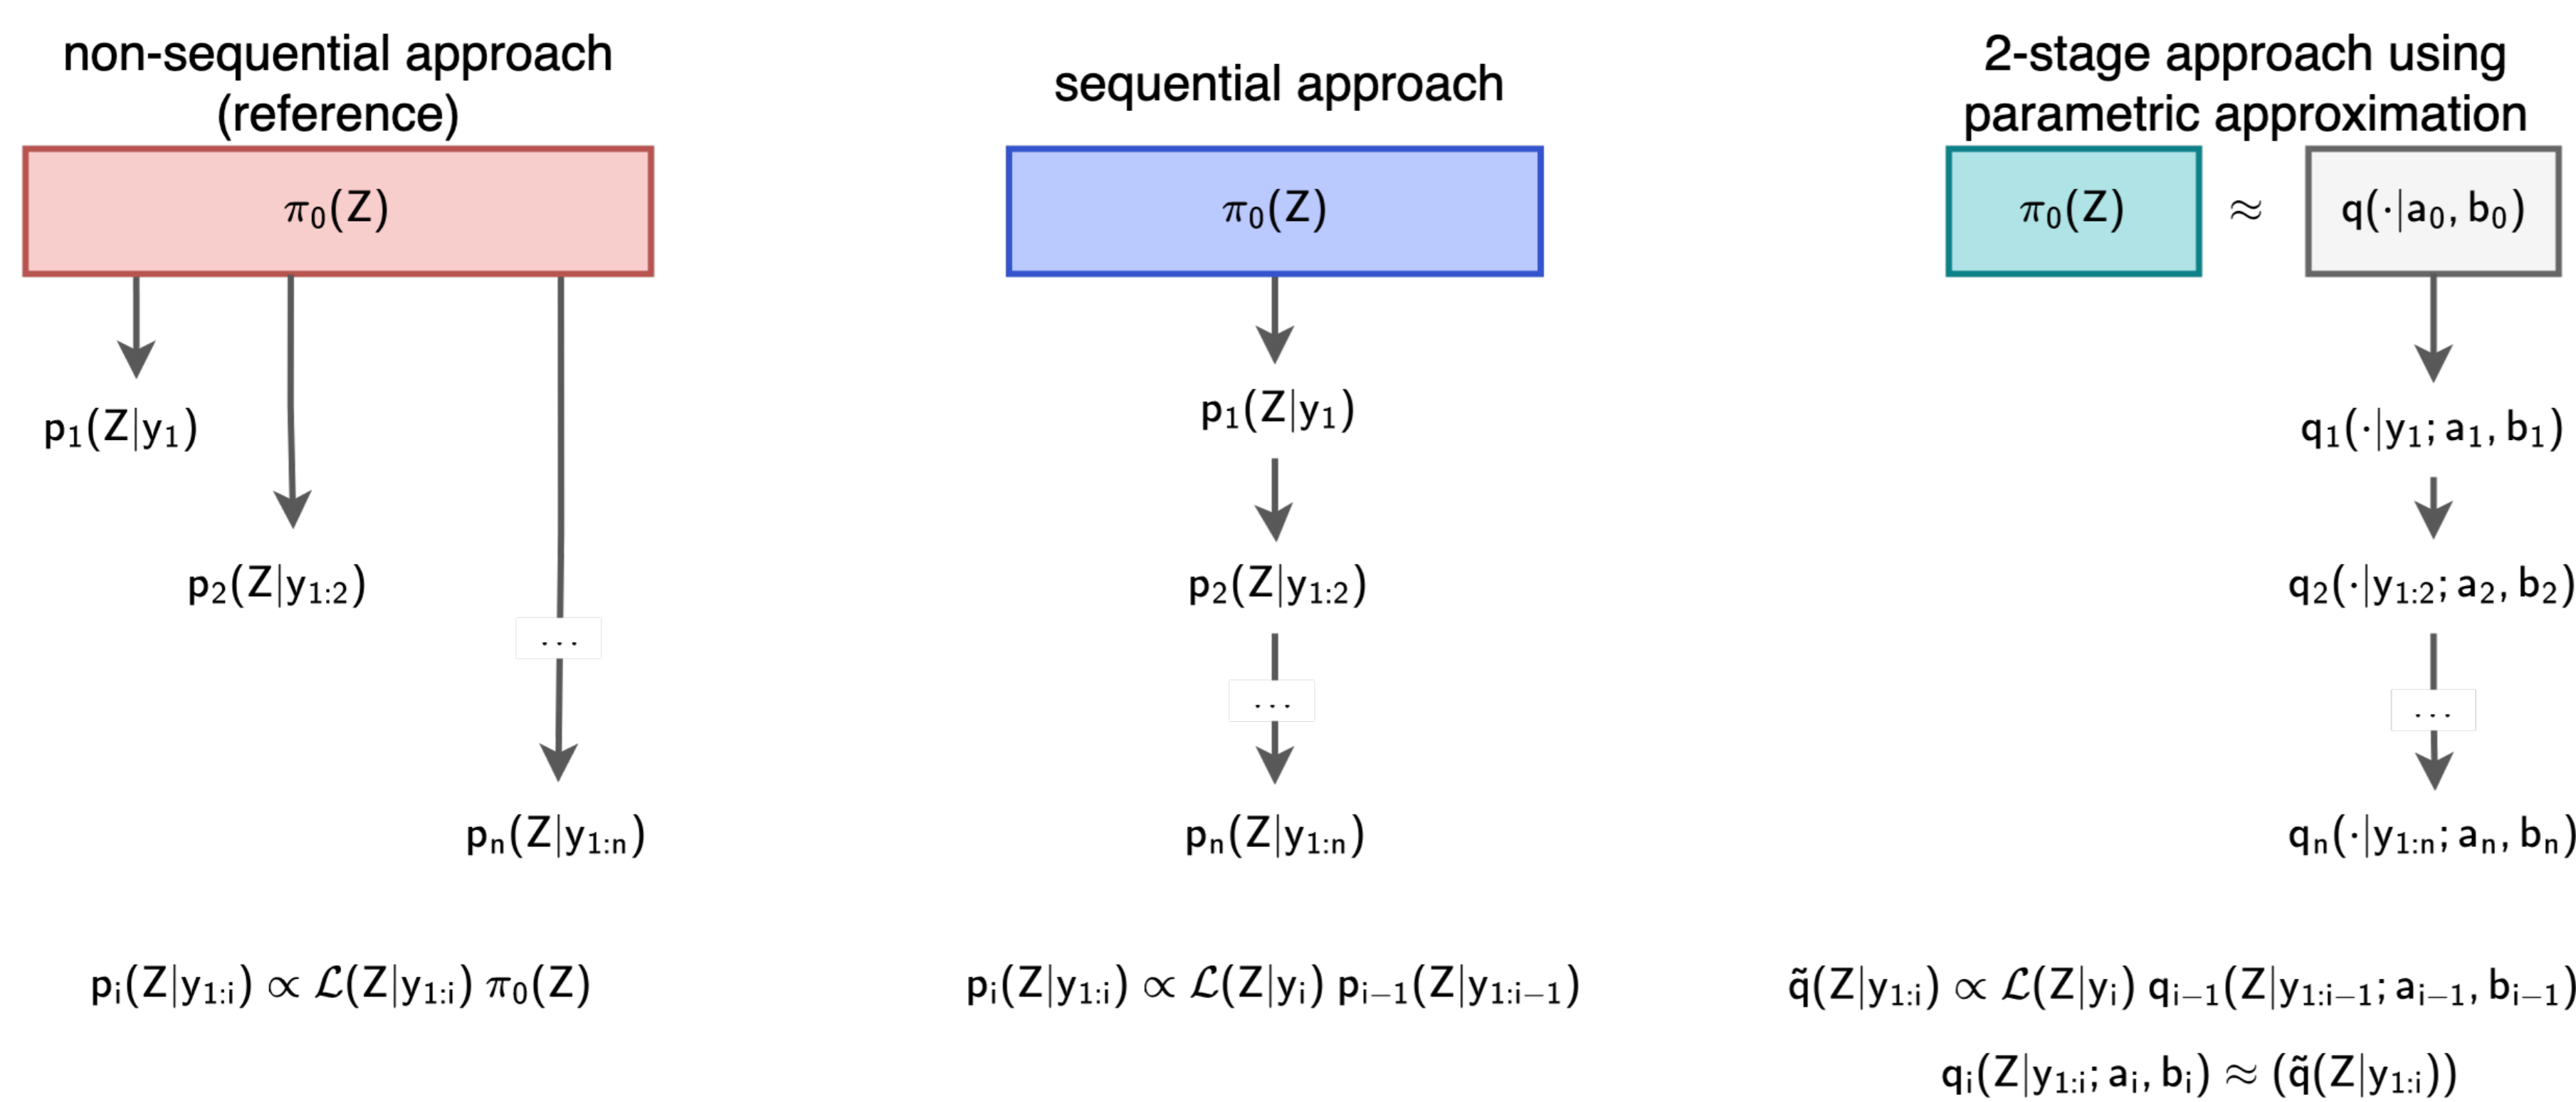 non-sequential approach
(reference)
π₀(Z)
p₁(Z|y₁)
p₂(Z|y₁:₂)
...
pₙ(Z|y₁:ₙ)
pᵢ(Z|y₁:ᵢ) ∝ ℒ(Z|y₁:ᵢ) π₀(Z)
sequential approach
π₀(Z)
p₁(Z|y₁)
p₂(Z|y₁:₂)
...
pₙ(Z|y₁:ₙ)
pᵢ(Z|y₁:ᵢ) ∝ ℒ(Z|yᵢ) pᵢ₋₁(Z|y₁:ᵢ₋₁)
2-stage approach using
parametric approximation
π₀(Z) ≈ q(·|a₀, b₀)
q₁(·|y₁; a₁, b₁)
q₂(·|y₁:₂; a₂, b₂)
...
qₙ(·|y₁:ₙ; aₙ, bₙ)
q̃(Z|y₁:ᵢ) ∝ ℒ(Z|yᵢ) qᵢ₋₁(Z|y₁:ᵢ₋₁; aᵢ₋₁, bᵢ₋₁)
qᵢ(Z|y₁:ᵢ; aᵢ, bᵢ) ≈ (q̃(Z|y₁:ᵢ))